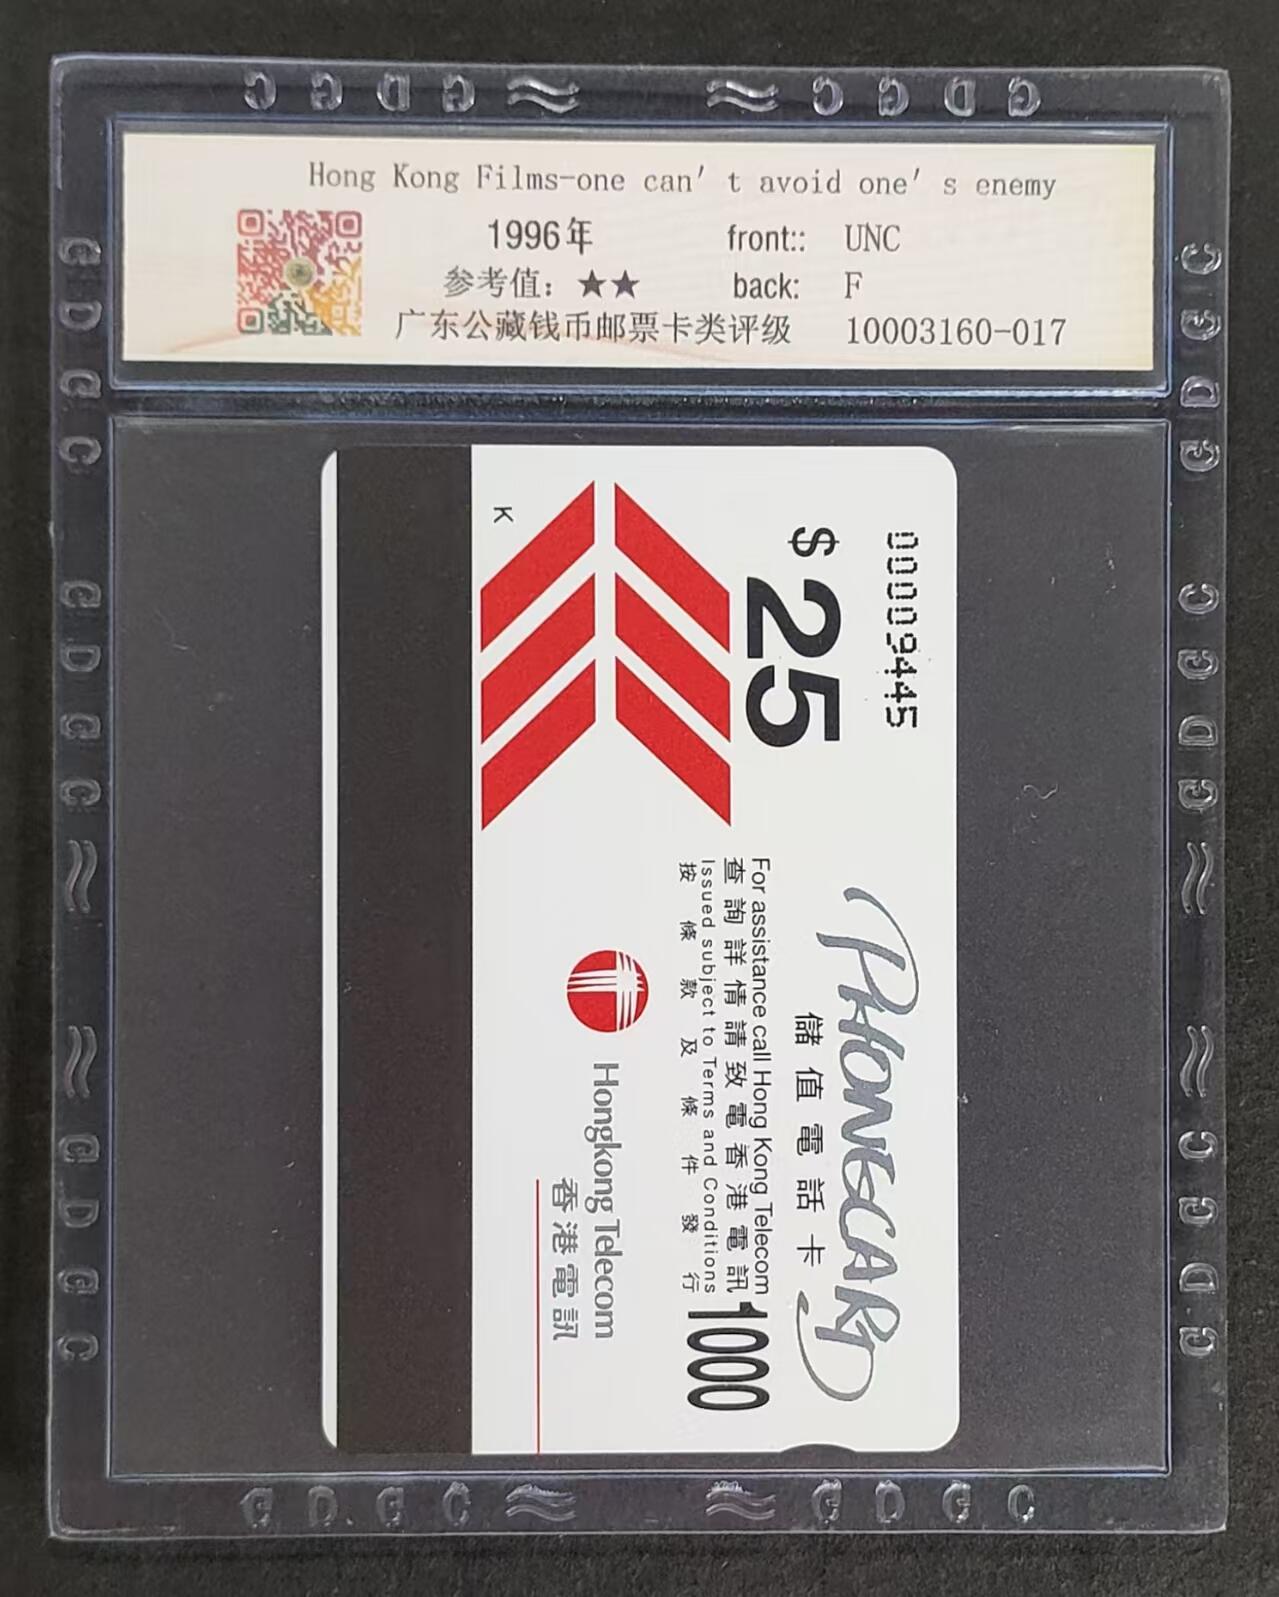 Hong Kong Films-one can't avoid one's enemy
1996年
front:: UNC
参考值：★★
back: F
广东公藏钱币邮票卡类评级 10003160-017
00009445
$25
K
PHONECARD
儲值電話卡
For assistance call Hong Kong Telecom
查詢詳情請致電香港電訊
Issued subject to Terms and Conditions
按條款及條件發行
1000
Hongkong Telecom
香港電訊